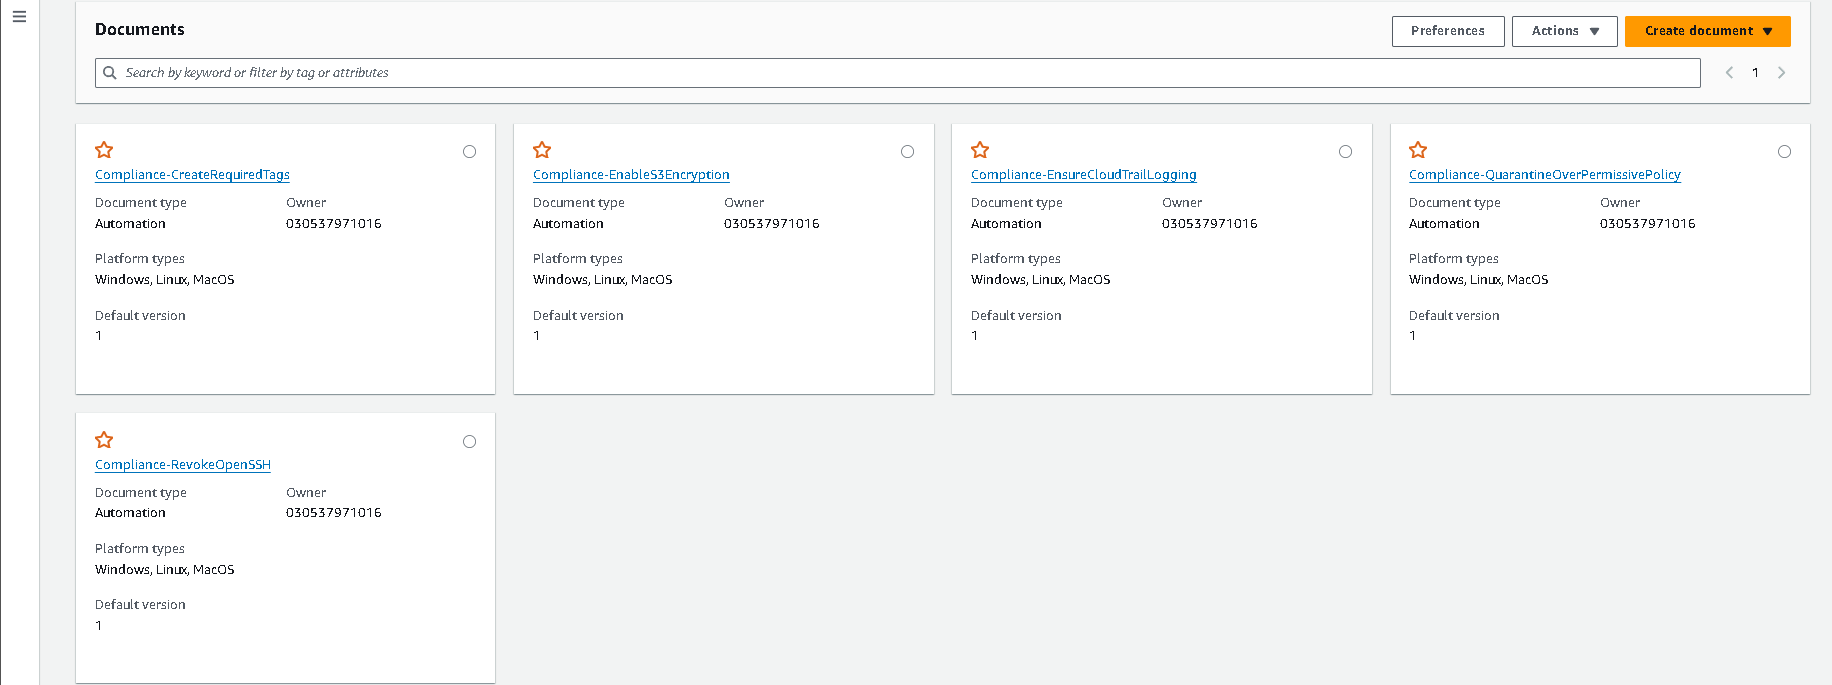 Documents
Preferences
Actions
Create document
Search by keyword or filter by tag or attributes
1
Compliance-CreateRequiredTags
Document type
Owner
Automation
030537971016
Platform types
Windows, Linux, MacOS
Default version
1
Compliance-EnableS3Encryption
Document type
Owner
Automation
030537971016
Platform types
Windows, Linux, MacOS
Default version
1
Compliance-EnsureCloudTrailLogging
Document type
Owner
Automation
030537971016
Platform types
Windows, Linux, MacOS
Default version
1
Compliance-QuarantineOverPermissivePolicy
Document type
Owner
Automation
030537971016
Platform types
Windows, Linux, MacOS
Default version
1
Compliance-RevokeOpenSSH
Document type
Owner
Automation
030537971016
Platform types
Windows, Linux, MacOS
Default version
1